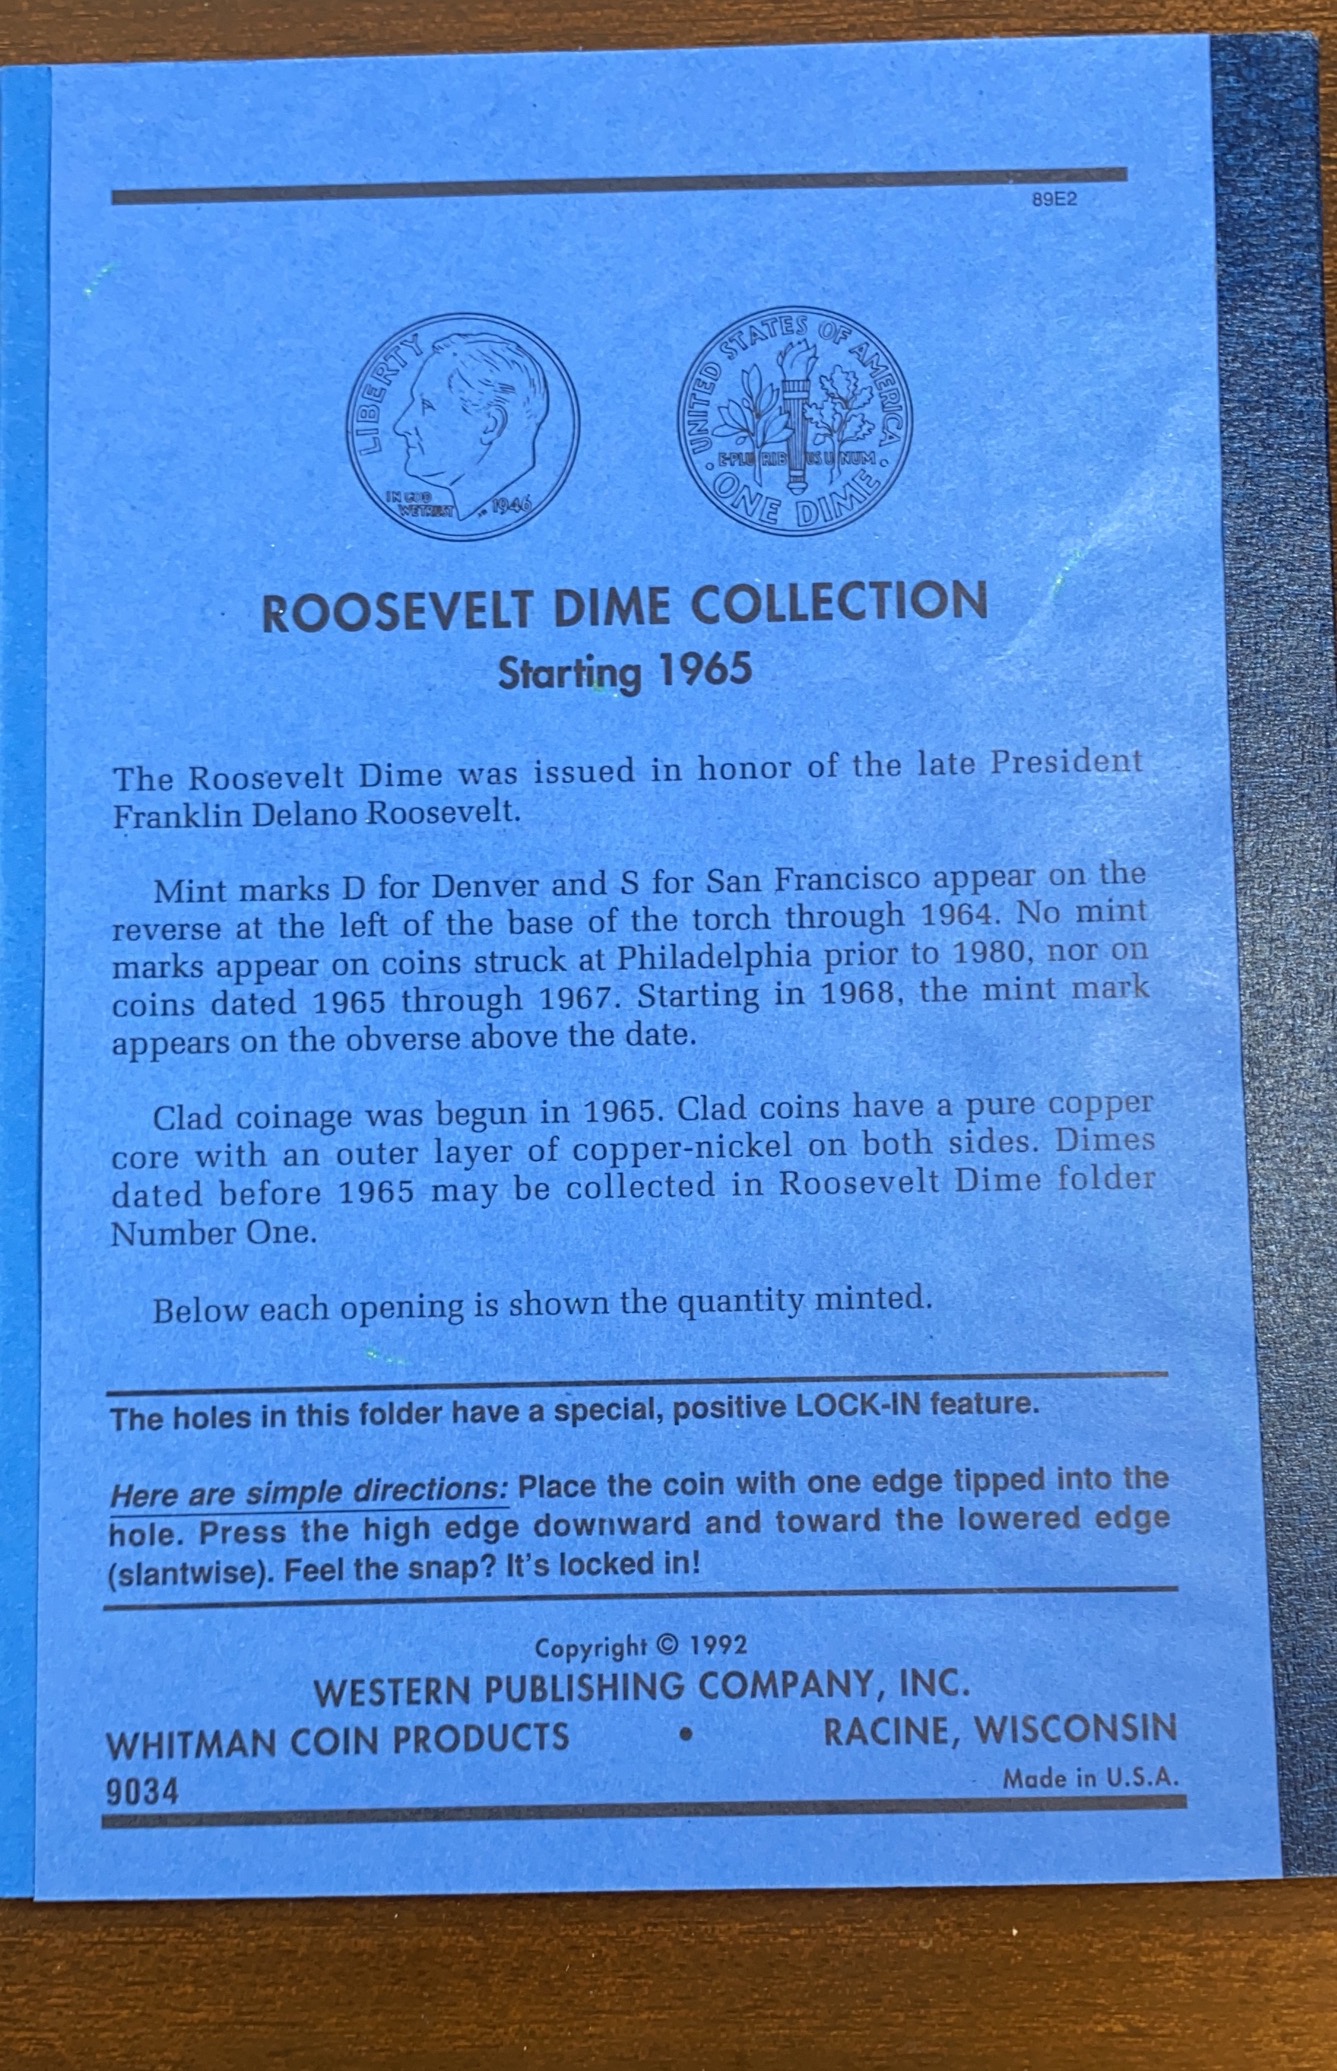 89E2
LIBERTY
IN GOD
WE TRUST
1946
UNITED STATES OF AMERICA
E·PLURIBUS UNUM
ONE DIME
ROOSEVELT DIME COLLECTION
Starting 1965
The Roosevelt Dime was issued in honor of the late President
Franklin Delano Roosevelt.
Mint marks D for Denver and S for San Francisco appear on the
reverse at the left of the base of the torch through 1964. No mint
marks appear on coins struck at Philadelphia prior to 1980, nor on
coins dated 1965 through 1967. Starting in 1968, the mint mark
appears on the obverse above the date.
Clad coinage was begun in 1965. Clad coins have a pure copper
core with an outer layer of copper-nickel on both sides. Dimes
dated before 1965 may be collected in Roosevelt Dime folder
Number One.
Below each opening is shown the quantity minted.
The holes in this folder have a special, positive LOCK-IN feature.
Here are simple directions: Place the coin with one edge tipped into the
hole. Press the high edge downward and toward the lowered edge
(slantwise). Feel the snap? It's locked in!
Copyright © 1992
WESTERN PUBLISHING COMPANY, INC.
WHITMAN COIN PRODUCTS • RACINE, WISCONSIN
9034 Made in U.S.A.